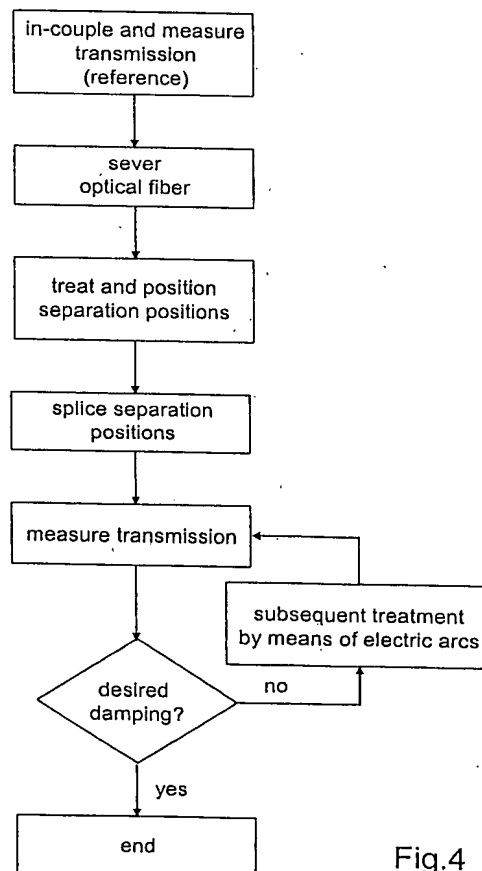 in-couple and measure
transmission
(reference)
sever
optical fiber
treat and position
separation positions
splice separation
positions
measure transmission
subsequent treatment
by means of electric arcs
desired
damping?
no
yes
end
Fig.4